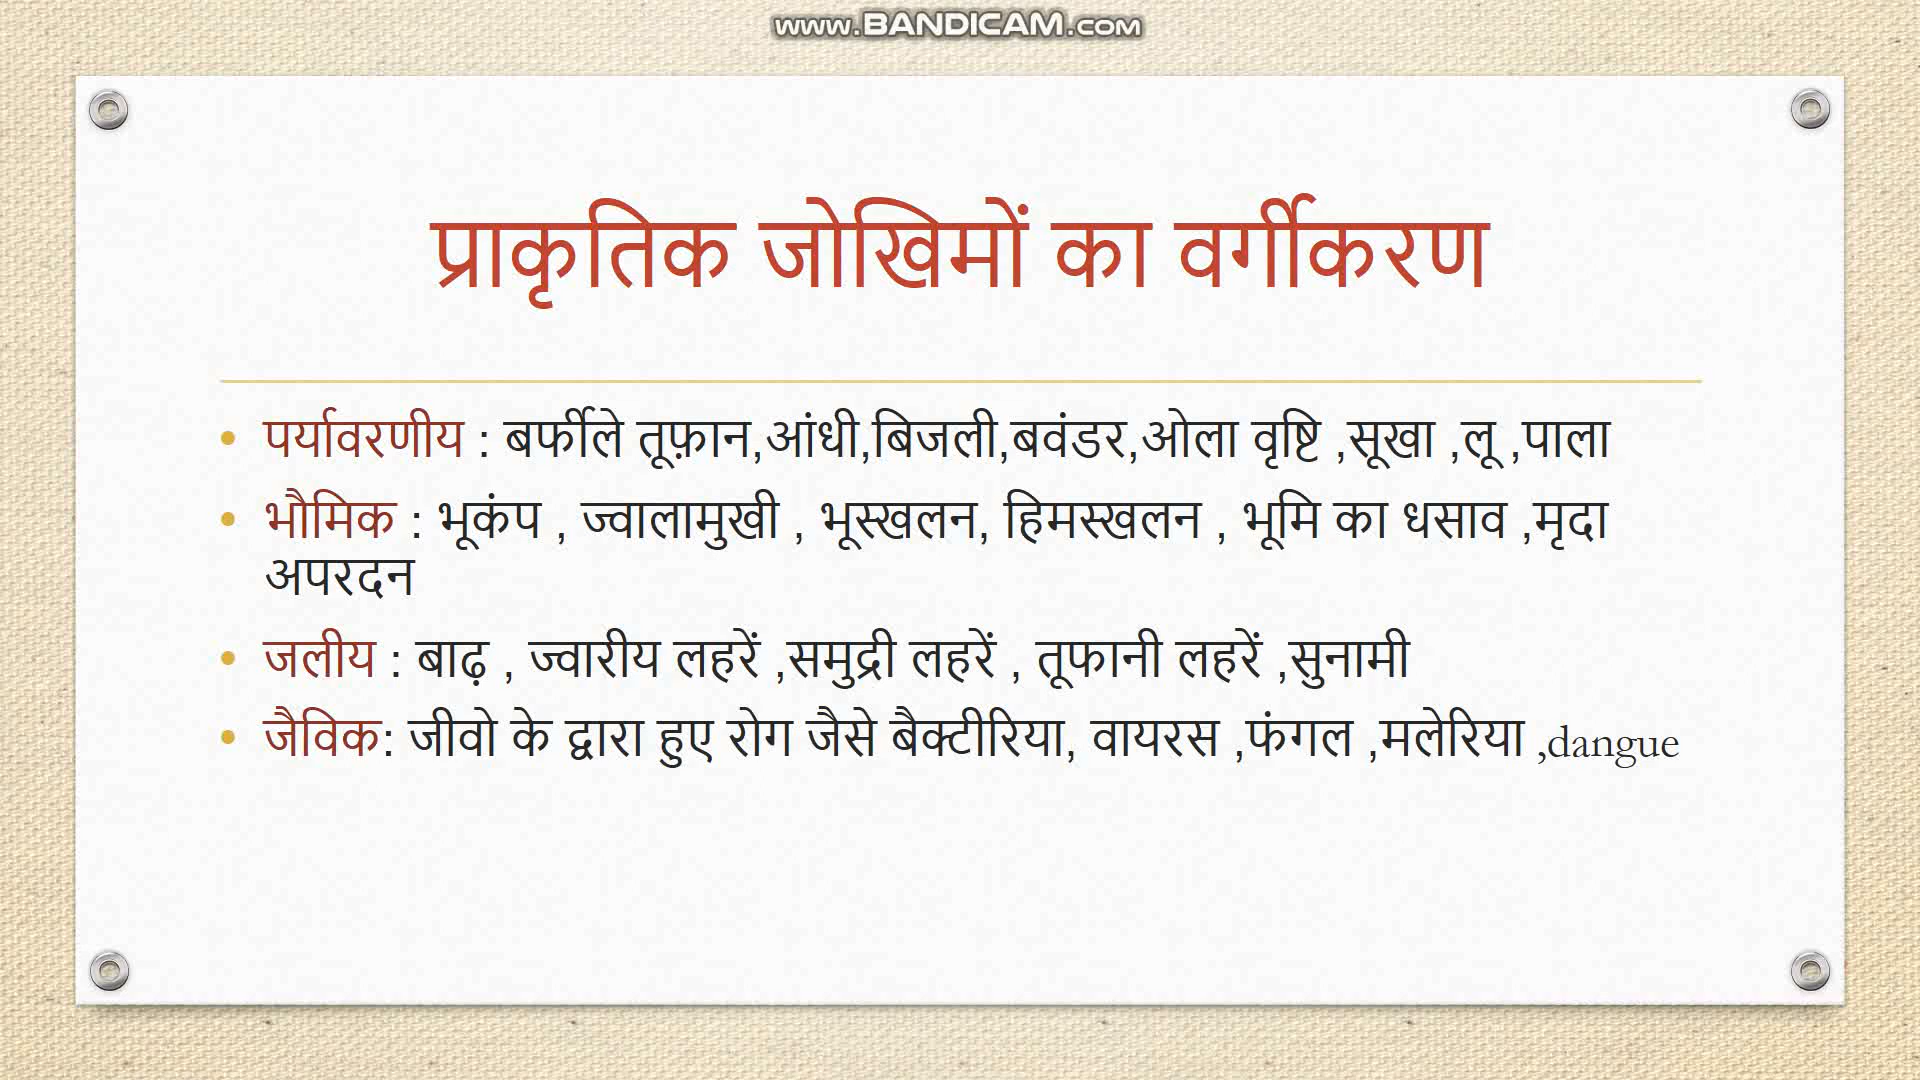 www.BANDICAM.com
प्राकृतिक जोखिमों का वर्गीकरण
• पर्यावरणीय : बर्फीले तूफ़ान,आंधी,बिजली,बवंडर,ओला वृष्टि ,सूखा ,लू ,पाला
• भौमिक : भूकंप , ज्वालामुखी , भूस्खलन, हिमस्खलन , भूमि का धसाव ,मृदा
अपरदन
• जलीय : बाढ़ , ज्वारीय लहरें ,समुद्री लहरें , तूफानी लहरें ,सुनामी
• जैविक: जीवो के द्वारा हुए रोग जैसे बैक्टीरिया, वायरस ,फंगल ,मलेरिया ,dangue